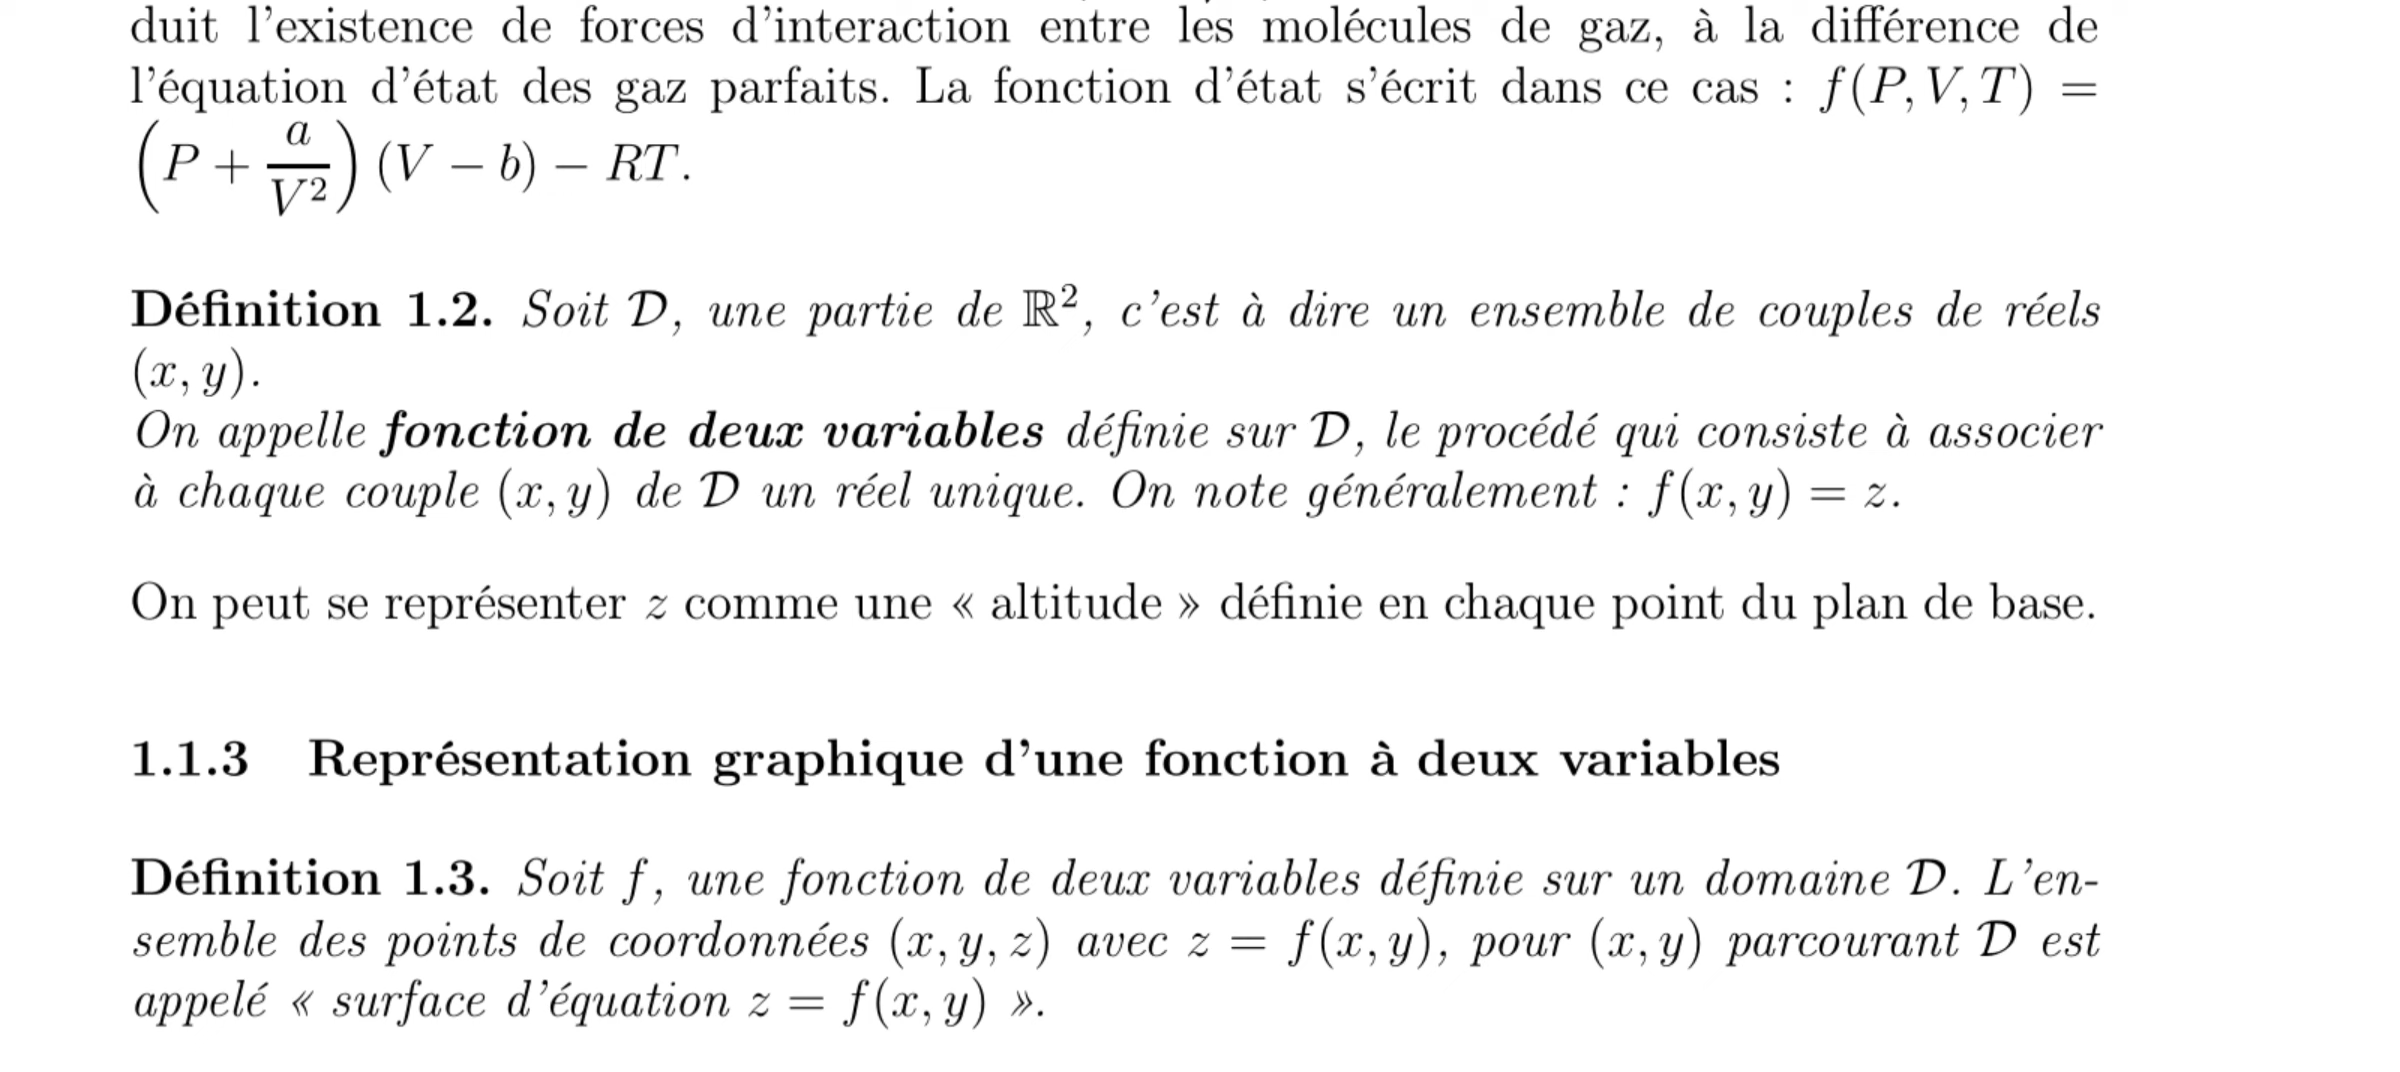 duit l'existence de forces d'interaction entre les molécules de gaz, à la différence de
l'équation d'état des gaz parfaits. La fonction d'état s'écrit dans ce cas : f(P, V, T) =
(P + a/V²) (V − b) − RT.
Définition 1.2. Soit 𝒟, une partie de ℝ², c'est à dire un ensemble de couples de réels
(x, y).
On appelle fonction de deux variables définie sur 𝒟, le procédé qui consiste à associer
à chaque couple (x, y) de 𝒟 un réel unique. On note généralement : f(x, y) = z.
On peut se représenter z comme une « altitude » définie en chaque point du plan de base.
1.1.3 Représentation graphique d'une fonction à deux variables
Définition 1.3. Soit f, une fonction de deux variables définie sur un domaine 𝒟. L'en-
semble des points de coordonnées (x, y, z) avec z = f(x, y), pour (x, y) parcourant 𝒟 est
appelé « surface d'équation z = f(x, y) ».